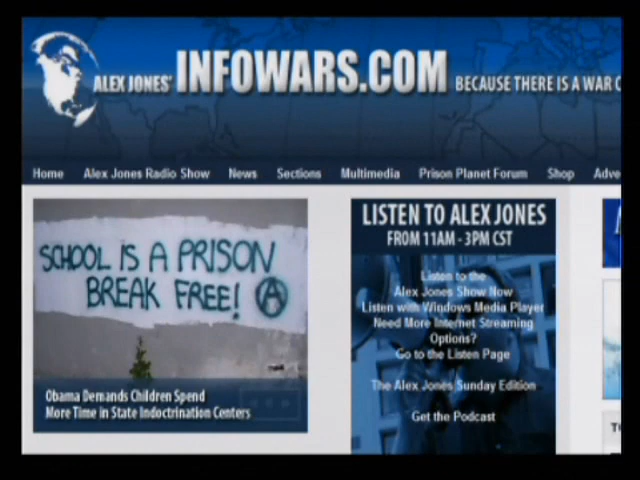 ALEX JONES' INFOWARS.COM BECAUSE THERE IS A WAR
Home Alex Jones Radio Show News Sections Multimedia Prison Planet Forum Shop Adve
SCHOOL IS A PRISON
BREAK FREE! Ⓐ
Obama Demands Children Spend
More Time in State Indoctrination Centers
LISTEN TO ALEX JONES
FROM 11AM - 3PM CST
Listen to the
Alex Jones Show Now
Listen with Windows Media Player
Need More Internet Streaming
Options?
Go to the Listen Page
The Alex Jones Sunday Edition
Get the Podcast